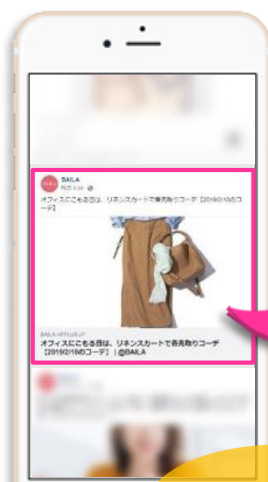 BAILA
オフィスにこもる日は、リネンスカートで春先取りコーデ【2019/2/18のコ
ーデ】
BAILA.HPPLUS.JP
オフィスにこもる日は、リネンスカートで春先取りコーデ
【2019/2/18のコーデ】 | @BAILA